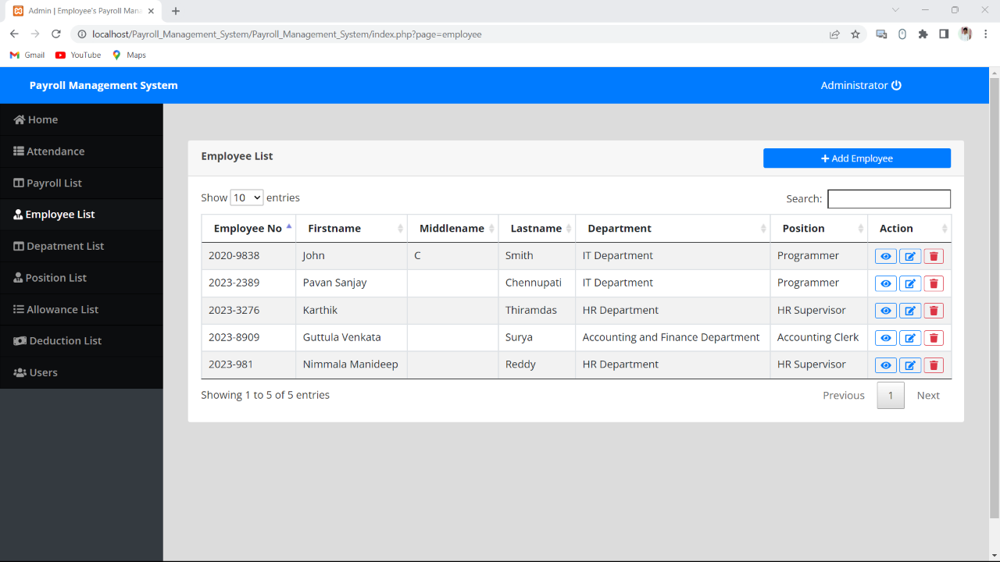 Admin | Employee's Payroll Mana
localhost/Payroll_Management_System/Payroll_Management_System/index.php?page=employee
Gmail YouTube Maps
Payroll Management System Administrator
Home
Attendance
Payroll List
Employee List
Depatment List
Position List
Allowance List
Deduction List
Users
Employee List + Add Employee
Show 10 entries Search:
Employee No Firstname Middlename Lastname Department Position Action
2020-9838 John C Smith IT Department Programmer
2023-2389 Pavan Sanjay Chennupati IT Department Programmer
2023-3276 Karthik Thiramdas HR Department HR Supervisor
2023-8909 Guttula Venkata Surya Accounting and Finance Department Accounting Clerk
2023-981 Nimmala Manideep Reddy HR Department HR Supervisor
Showing 1 to 5 of 5 entries Previous 1 Next